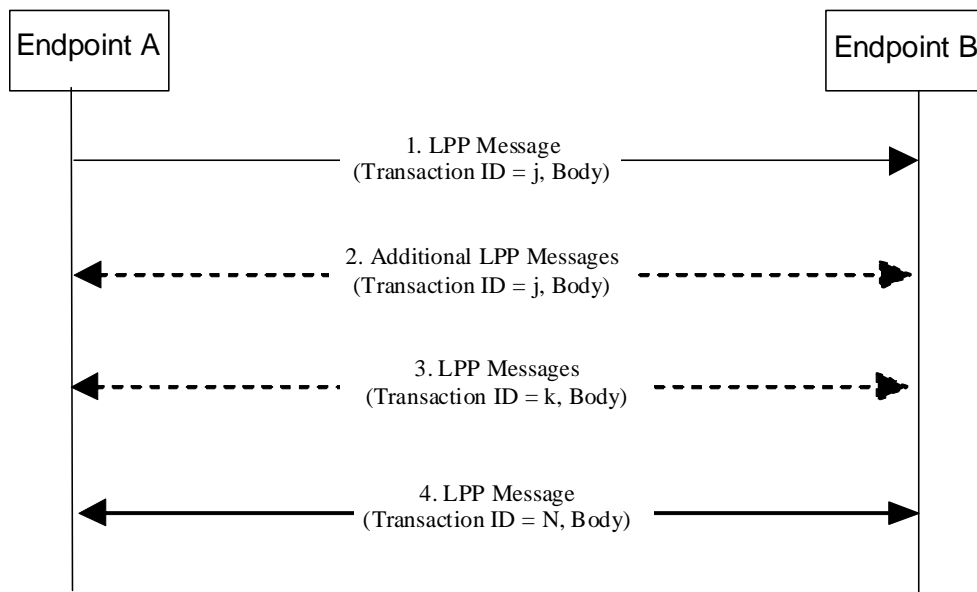 Endpoint A
Endpoint B
1. LPP Message
(Transaction ID = j, Body)
2. Additional LPP Messages
(Transaction ID = j, Body)
3. LPP Messages
(Transaction ID = k, Body)
4. LPP Message
(Transaction ID = N, Body)